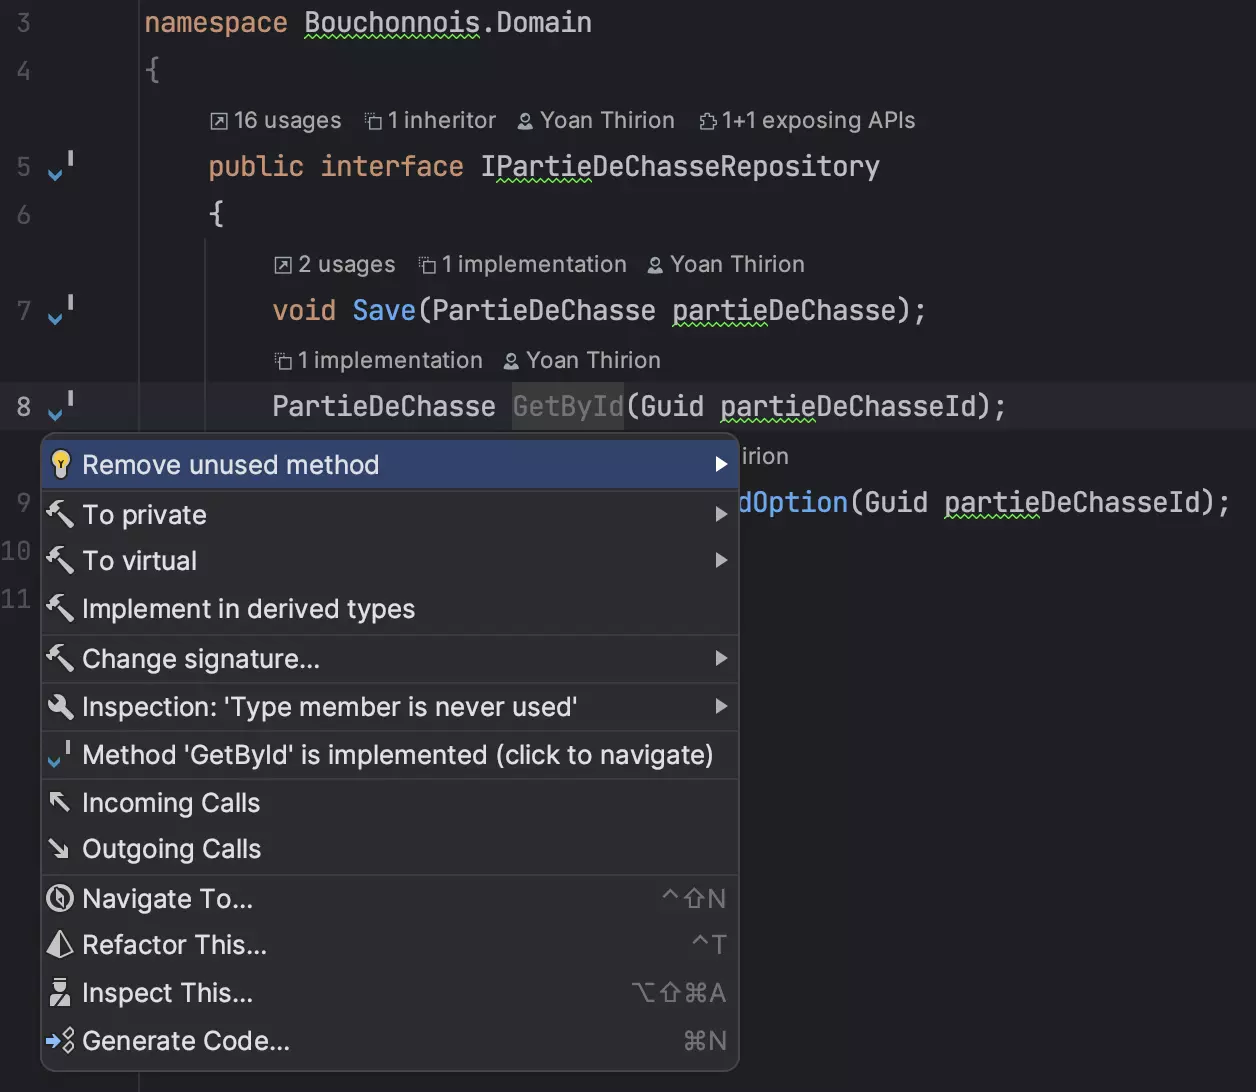 3 namespace Bouchonnois.Domain
4 {
16 usages 1 inheritor Yoan Thirion 1+1 exposing APIs
5 public interface IPartieDeChasseRepository
6 {
2 usages 1 implementation Yoan Thirion
7 void Save(PartieDeChasse partieDeChasse);
1 implementation Yoan Thirion
8 PartieDeChasse GetById(Guid partieDeChasseId);
irion
9 dOption(Guid partieDeChasseId);
10
11
Remove unused method
To private
To virtual
Implement in derived types
Change signature...
Inspection: 'Type member is never used'
Method 'GetById' is implemented (click to navigate)
Incoming Calls
Outgoing Calls
Navigate To... ⌃⇧N
Refactor This... ⌃T
Inspect This... ⌥⇧⌘A
Generate Code... ⌘N